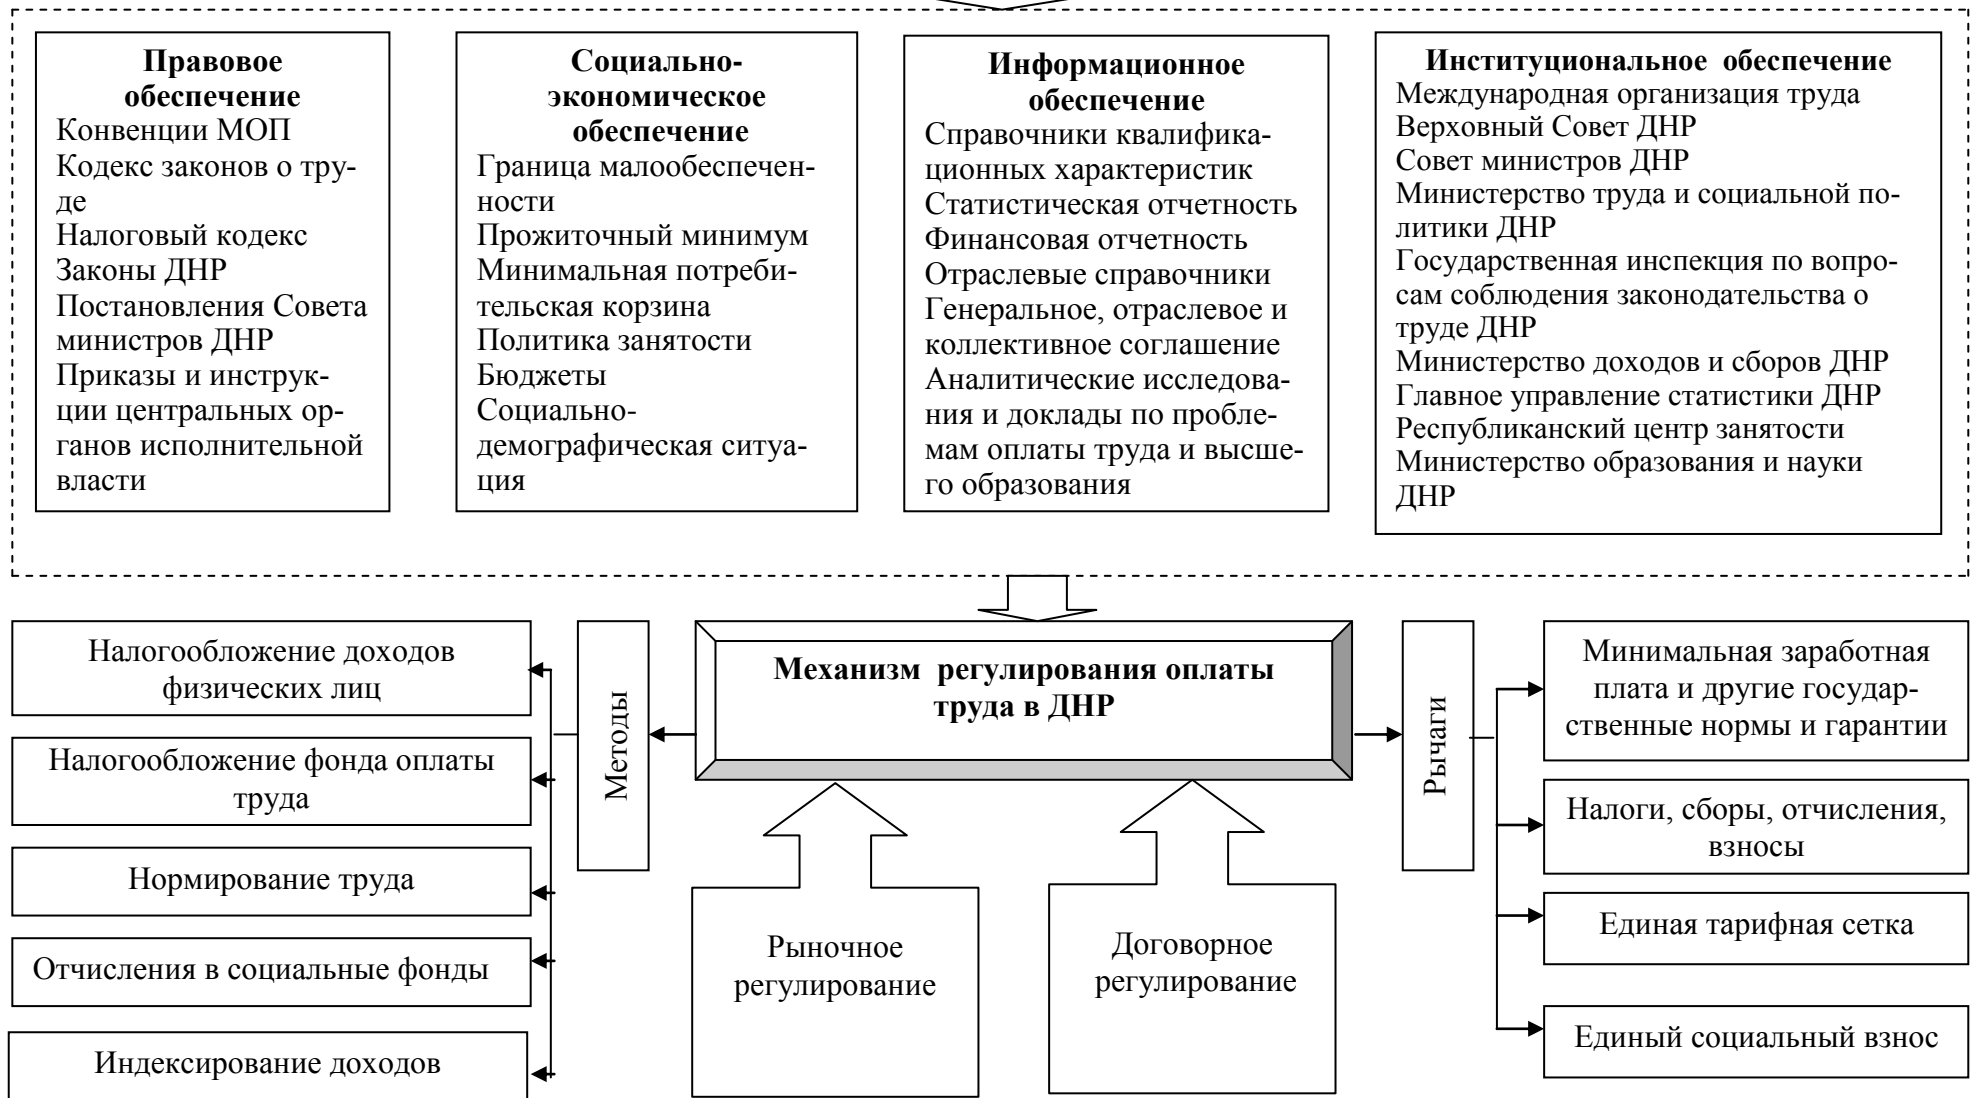 Правовое
обеспечение
Конвенции МОП
Кодекс законов о тру-
де
Налоговый кодекс
Законы ДНР
Постановления Совета
министров ДНР
Приказы и инструк-
ции центральных ор-
ганов исполнительной
власти
Социально-
экономическое
обеспечение
Граница малообеспечен-
ности
Прожиточный минимум
Минимальная потреби-
тельская корзина
Политика занятости
Бюджеты
Социально-
демографическая ситуа-
ция
Информационное
обеспечение
Справочники квалифика-
ционных характеристик
Статистическая отчетность
Финансовая отчетность
Отраслевые справочники
Генеральное, отраслевое и
коллективное соглашение
Аналитические исследова-
ния и доклады по пробле-
мам оплаты труда и высше-
го образования
Институциональное обеспечение
Международная организация труда
Верховный Совет ДНР
Совет министров ДНР
Министерство труда и социальной по-
литики ДНР
Государственная инспекция по вопро-
сам соблюдения законодательства о
труде ДНР
Министерство доходов и сборов ДНР
Главное управление статистики ДНР
Республиканский центр занятости
Министерство образования и науки
ДНР
Налогообложение доходов
физических лиц
Налогообложение фонда оплаты
труда
Нормирование труда
Отчисления в социальные фонды
Индексирование доходов
Методы
Механизм регулирования оплаты
труда в ДНР
Рыночное
регулирование
Договорное
регулирование
Рычаги
Минимальная заработная
плата и другие государ-
ственные нормы и гарантии
Налоги, сборы, отчисления,
взносы
Единая тарифная сетка
Единый социальный взнос